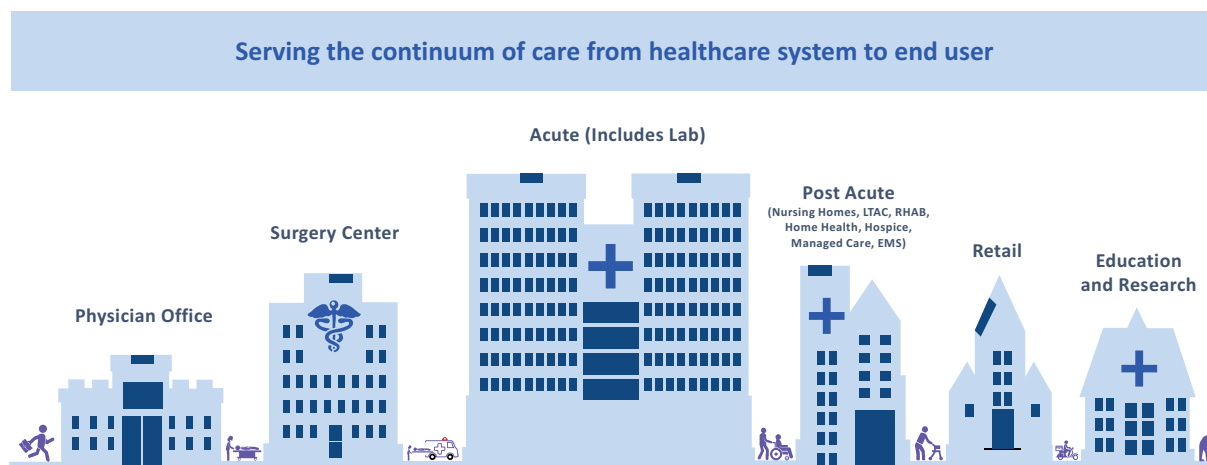 Serving the continuum of care from healthcare system to end user
Acute (Includes Lab)
Post Acute
(Nursing Homes, LTAC, RHAB,
Home Health, Hospice,
Managed Care, EMS)
Surgery Center
Retail
Education
and Research
Physician Office